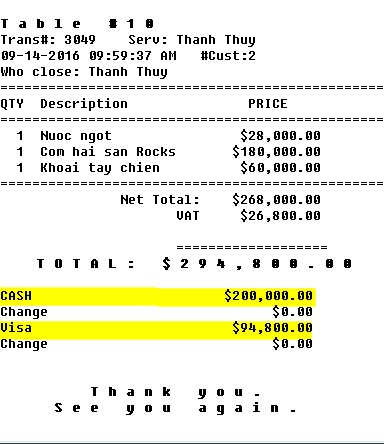 Table #10
Trans#: 3049 Serv: Thanh Thuy
09-14-2016 09:59:37 AM #Cust:2
Who close: Thanh Thuy
================================================
QTY Description PRICE
================================================
1 Nuoc ngot $28,000.00
1 Com hai san Rocks $180,000.00
1 Khoai tay chien $60,000.00
================================================
Net Total: $268,000.00
VAT $26,800.00
===================
TOTAL: $294,800.00
CASH $200,000.00
Change $0.00
Visa $94,800.00
Change $0.00
Thank you.
See you again.